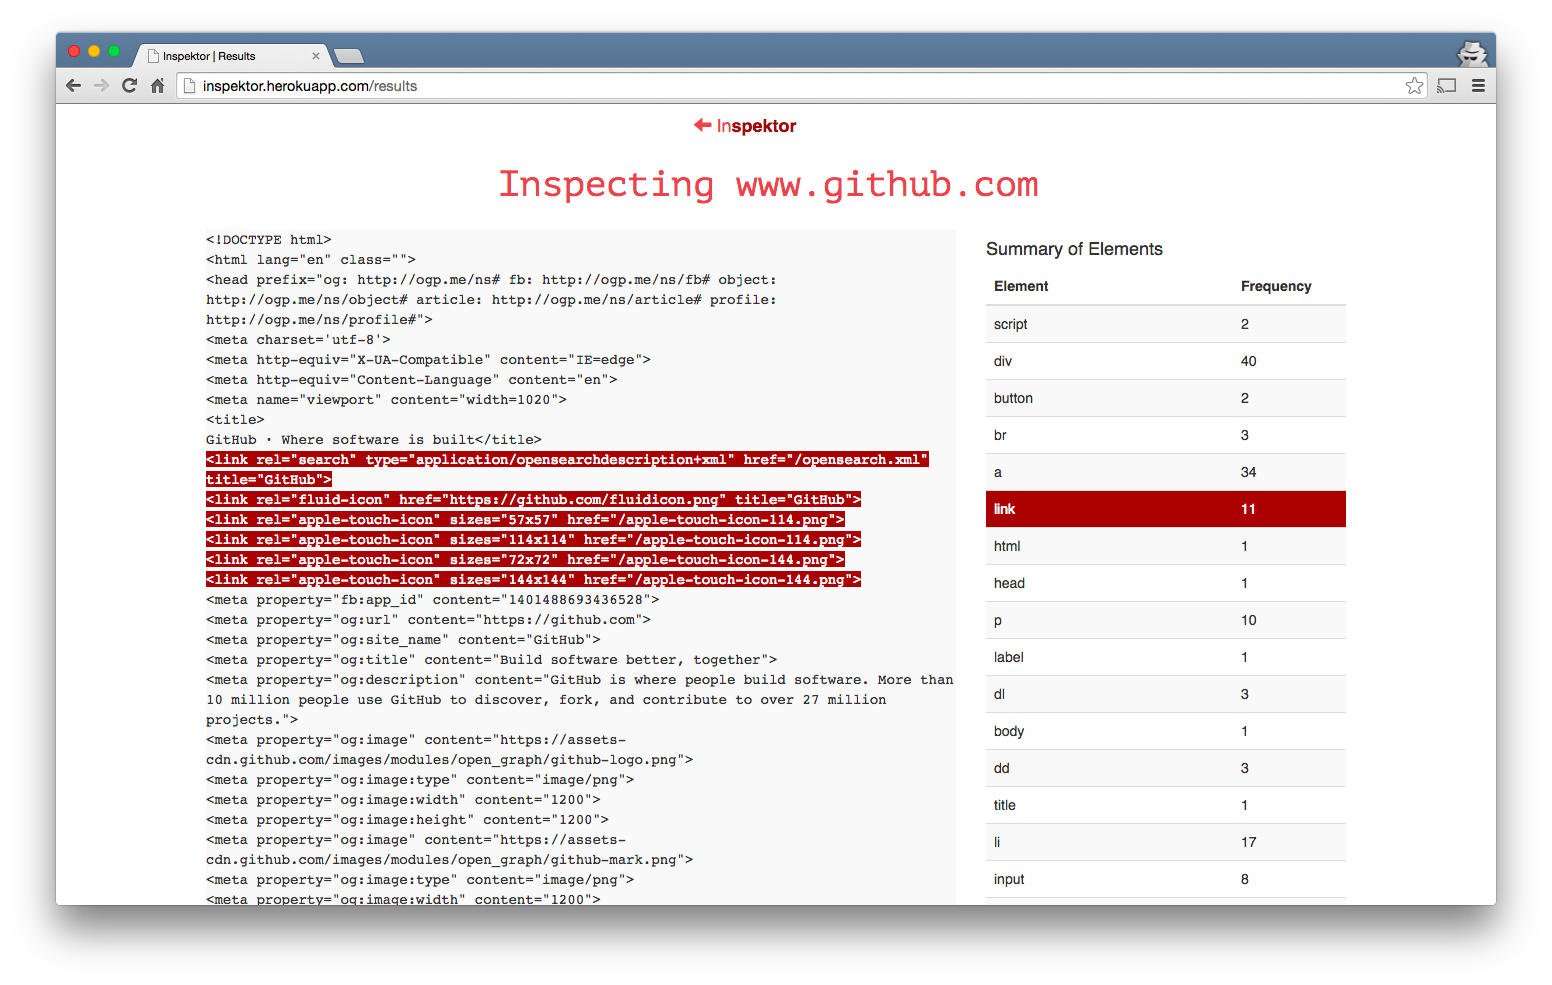 Inspektor | Results
inspektor.herokuapp.com/results
Inspektor
Inspecting www.github.com
<!DOCTYPE html>
<html lang="en" class="">
<head prefix="og: http://ogp.me/ns# fb: http://ogp.me/ns/fb# object:
http://ogp.me/ns/object# article: http://ogp.me/ns/article# profile:
http://ogp.me/ns/profile#">
<meta charset='utf-8'>
<meta http-equiv="X-UA-Compatible" content="IE=edge">
<meta http-equiv="Content-Language" content="en">
<meta name="viewport" content="width=1020">
<title>
GitHub · Where software is built</title>
<link rel="search" type="application/opensearchdescription+xml" href="/opensearch.xml"
title="GitHub">
<link rel="fluid-icon" href="https://github.com/fluidicon.png" title="GitHub">
<link rel="apple-touch-icon" sizes="57x57" href="/apple-touch-icon-114.png">
<link rel="apple-touch-icon" sizes="114x114" href="/apple-touch-icon-114.png">
<link rel="apple-touch-icon" sizes="72x72" href="/apple-touch-icon-144.png">
<link rel="apple-touch-icon" sizes="144x144" href="/apple-touch-icon-144.png">
<meta property="fb:app_id" content="1401488693436528">
<meta property="og:url" content="https://github.com">
<meta property="og:site_name" content="GitHub">
<meta property="og:title" content="Build software better, together">
<meta property="og:description" content="GitHub is where people build software. More than
10 million people use GitHub to discover, fork, and contribute to over 27 million
projects.">
<meta property="og:image" content="https://assets-
cdn.github.com/images/modules/open_graph/github-logo.png">
<meta property="og:image:type" content="image/png">
<meta property="og:image:width" content="1200">
<meta property="og:image:height" content="1200">
<meta property="og:image" content="https://assets-
cdn.github.com/images/modules/open_graph/github-mark.png">
<meta property="og:image:type" content="image/png">
<meta property="og:image:width" content="1200">
Summary of Elements
Element Frequency
script 2
div 40
button 2
br 3
a 34
link 11
html 1
head 1
p 10
label 1
dl 3
body 1
dd 3
title 1
li 17
input 8